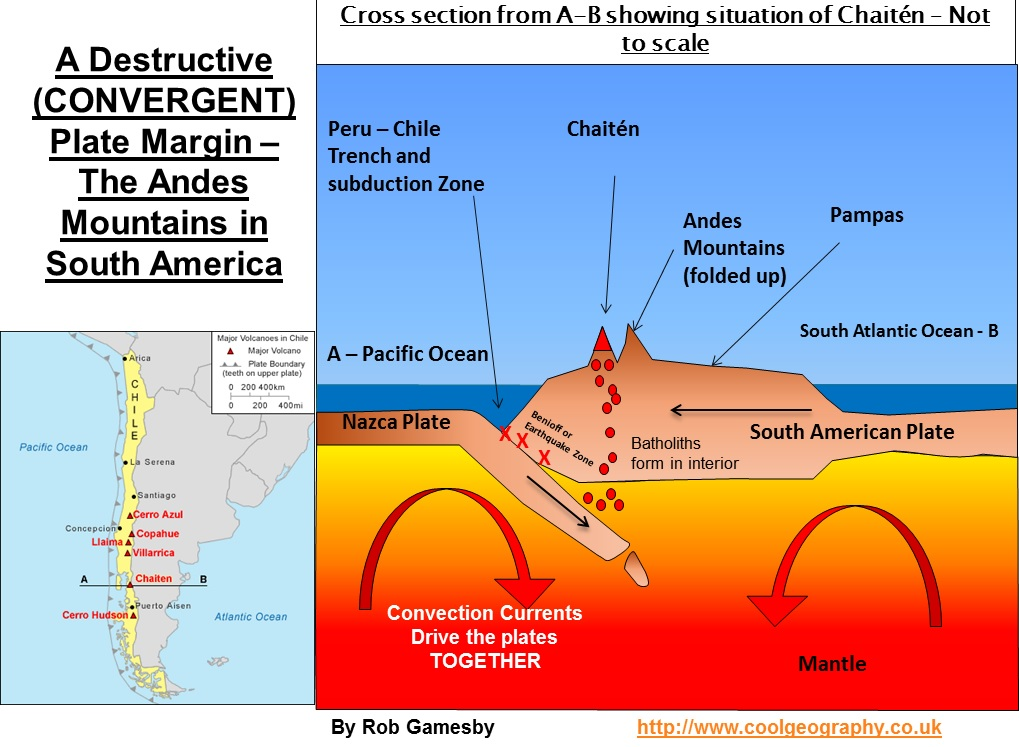 A Destructive
(CONVERGENT)
Plate Margin –
The Andes
Mountains in
South America
Cross section from A-B showing situation of Chaitén – Not
to scale
Peru – Chile
Trench and
subduction Zone
Chaitén
Andes
Mountains
(folded up)
Pampas
A – Pacific Ocean
South Atlantic Ocean - B
Nazca Plate
X X X
Benioff or
Earthquake Zone
Batholiths
form in interior
South American Plate
Convection Currents
Drive the plates
TOGETHER
Mantle
Major Volcanoes in Chile
Major Volcano
Plate Boundary
(teeth on upper plate)
0 200 400km
0 200 400mi
Arica
CHILE
Pacific Ocean
La Serena
Santiago
Cerro Azul
Concepcion
Copahue
Llaima
Villarrica
A
B
Chaiten
Puerto Aisen
Cerro Hudson
Atlantic Ocean
By Rob Gamesby
http://www.coolgeography.co.uk